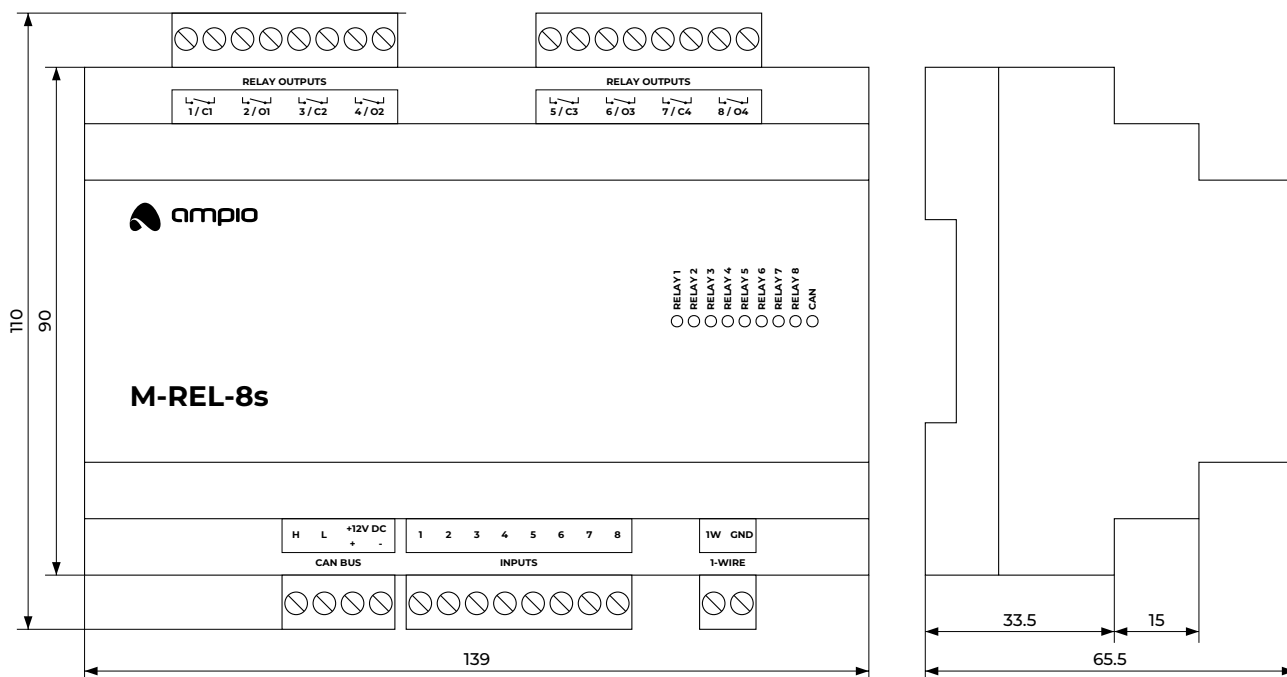 RELAY OUTPUTS
1 / C1 2 / O1 3 / C2 4 / O2
RELAY OUTPUTS
5 / C3 6 / O3 7 / C4 8 / O4
ampio
RELAY 1
RELAY 2
RELAY 3
RELAY 4
RELAY 5
RELAY 6
RELAY 7
RELAY 8
CAN
110
90
M-REL-8s
H L +12V DC
+ -
CAN BUS
1 2 3 4 5 6 7 8
INPUTS
1W GND
1-WIRE
139
33.5
15
65.5